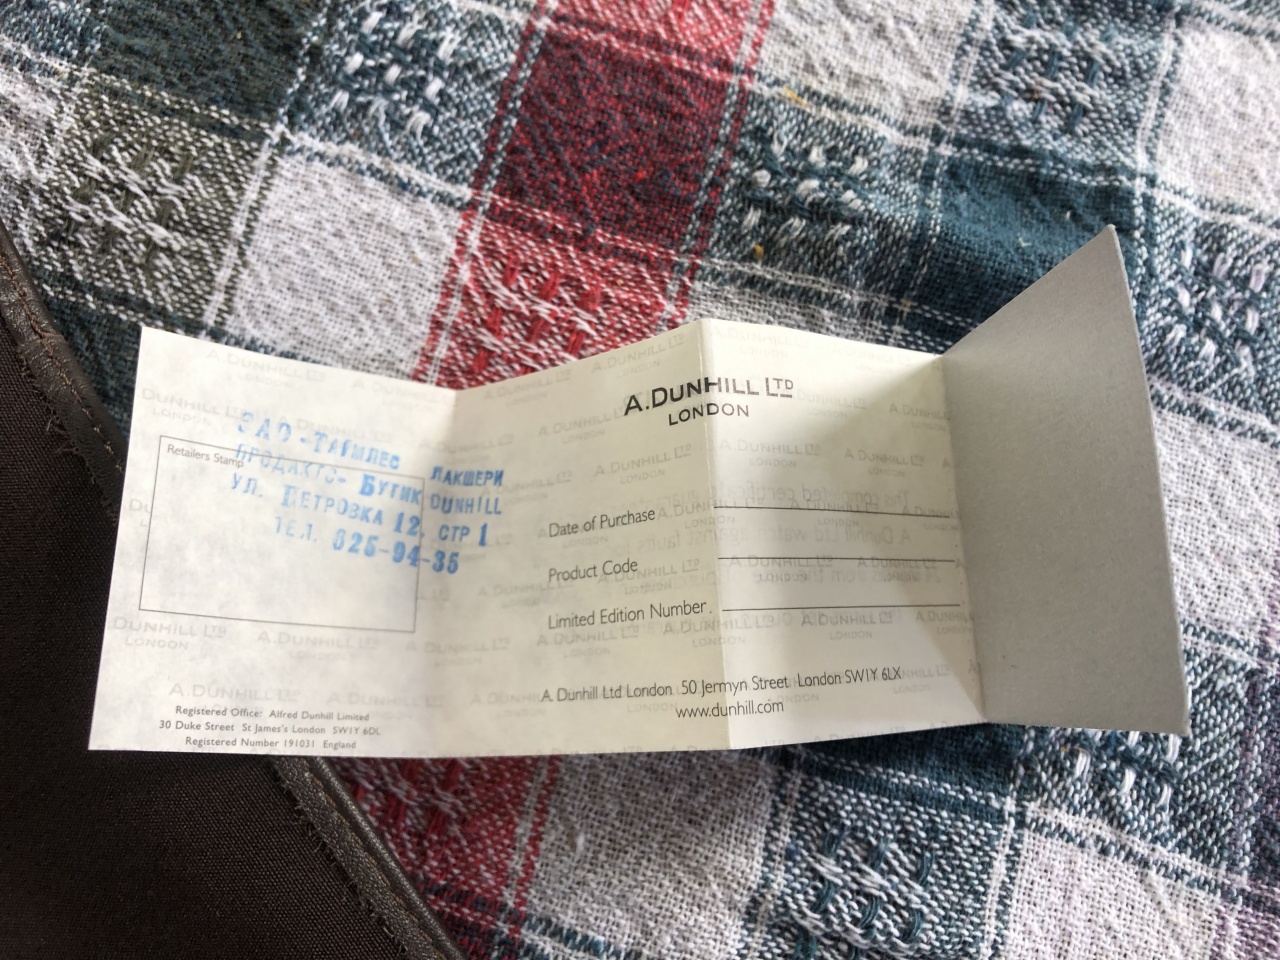 Retailers Stamp
ЗАО-ТАЙМЛЕС ЛАКШЕРИ
ПРОДАКТС- БУТИК DUNHILL
УЛ. ПЕТРОВКА 12, СТР 1
ТЕЛ. 825-94-35
Registered Office: Alfred Dunhill Limited
30 Duke Street St James's London SW1Y 6DL
Registered Number 191031 England
A.DUNHILL LTD
LONDON
Date of Purchase
Product Code
Limited Edition Number
A. Dunhill Ltd London 50 Jermyn Street London SW1Y 6LX
www.dunhill.com